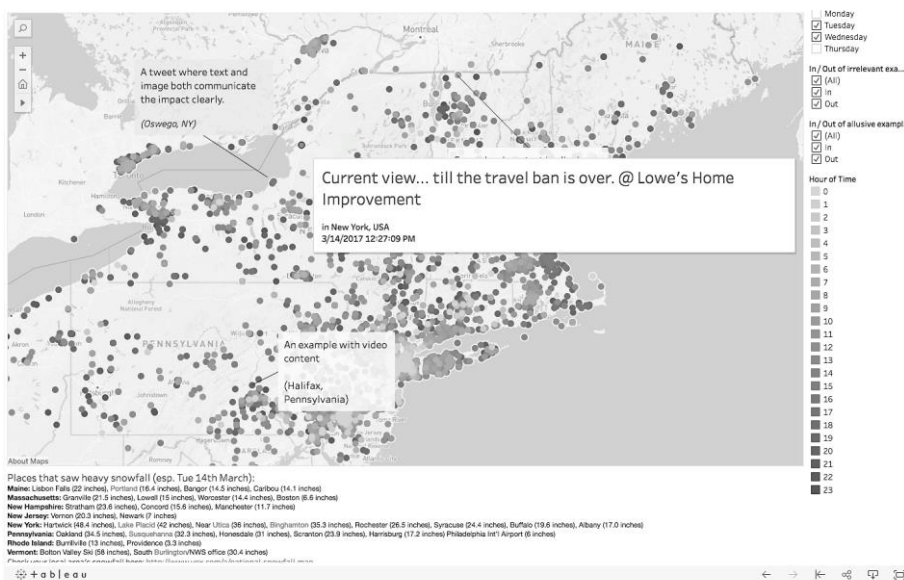 Montreal
Sherbrooke
MAINE
A tweet where text and
image both communicate
the impact clearly.
(Oswego, NY)
Toronto
Kitchener
Hamilton
London
Current view... till the travel ban is over. @ Lowe's Home
Improvement
in New York, USA
3/14/2017 12:27:09 PM
Allegheny
National Forest
PENNSYLVANIA
Akron
Johnstown
Romney
An example with video
content
(Halifax,
Pennsylvania)
About Maps
Monday
Tuesday
Wednesday
Thursday
In / Out of irrelevant exa...
(All)
In
Out
In / Out of allusive example
(All)
In
Out
Hour of Time
0
1
2
3
4
5
6
7
8
9
10
11
12
13
14
15
16
17
18
19
20
21
22
23
Places that saw heavy snowfall (esp. Tue 14th March):
Maine: Lisbon Falls (22 inches), Portland (16.4 inches), Bangor (14.5 inches), Caribou (14.1 inches)
Massachusetts: Granville (21.5 inches), Lowell (15 inches), Worcester (14.4 inches), Boston (6.6 inches)
New Hampshire: Stratham (23.6 inches), Concord (15.6 inches), Manchester (11.7 inches)
New Jersey: Vernon (20.3 inches), Newark (7 inches)
New York: Hartwick (48.4 inches), Lake Placid (42 inches), Near Utica (36 inches), Binghamton (35.3 inches), Rochester (26.5 inches), Syracuse (24.4 inches), Buffalo (19.6 inches), Albany (17.0 inches)
Pennsylvania: Oakland (34.5 inches), Susquehanna (32.3 inches), Honesdale (31 inches), Scranton (23.9 inches), Harrisburg (17.2 inches) Philadelphia Int'l Airport (6 inches)
Rhode Island: Burrillville (13 inches), Providence (3.3 inches)
Vermont: Bolton Valley Ski (58 inches), South Burlington/NWS office (30.4 inches)
+ a b | e a u